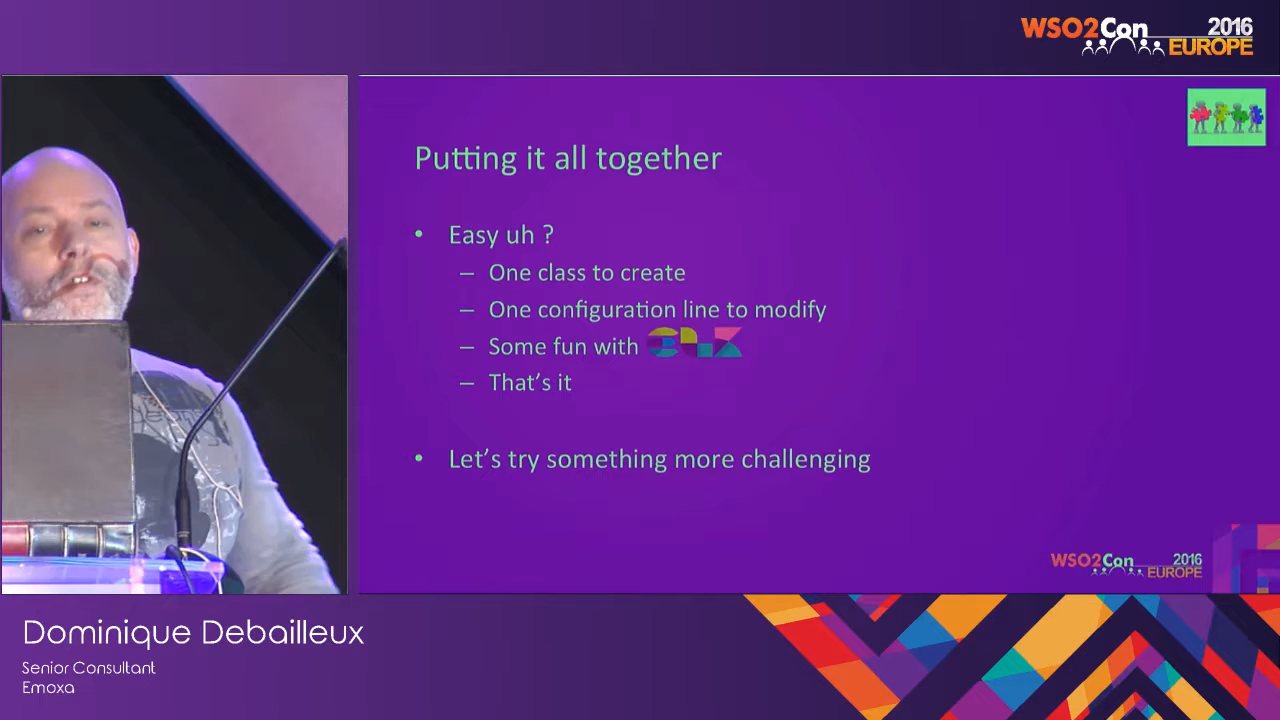 WSO2Con 2016
EUROPE
Putting it all together
• Easy uh ?
– One class to create
– One configuration line to modify
– Some fun with ELK
– That's it
• Let's try something more challenging
WSO2Con 2016
EUROPE
Dominique Debailleux
Senior Consultant
Emoxa